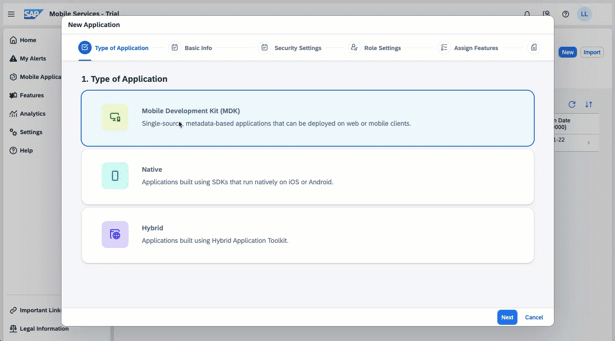 SAP
Mobile Services - Trial
LL
New Application
Type of Application
Basic Info
Security Settings
Role Settings
Assign Features
Home
My Alerts
Mobile Applica
Features
Analytics
Settings
Help
Important Link
Legal Information
New
Import
n Date
000)
-22
1. Type of Application
Mobile Development Kit (MDK)
Single-source, metadata-based applications that can be deployed on web or mobile clients.
Native
Applications built using SDKs that run natively on iOS or Android.
Hybrid
Applications built using Hybrid Application Toolkit.
Next
Cancel